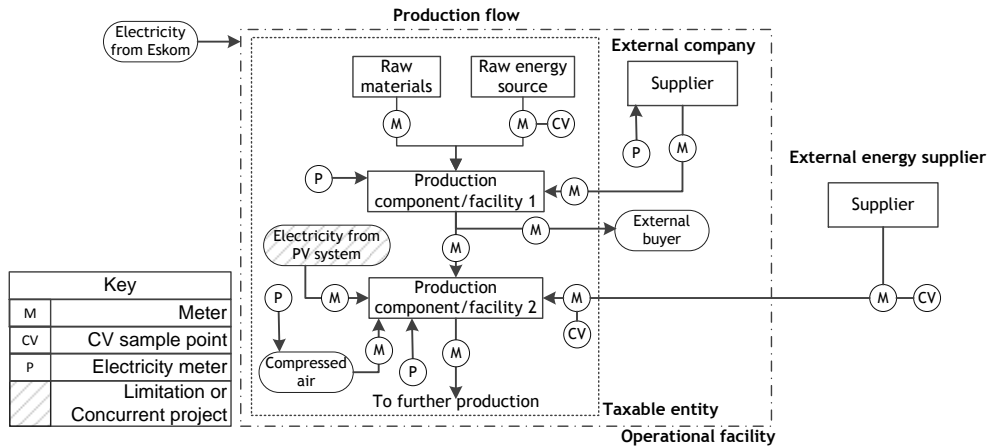 Production flow
Electricity
from Eskom
External company
Raw
materials
Raw energy
source
Supplier
M
M
CV
P
M
External energy supplier
P
Production
component/facility 1
M
Supplier
Electricity from
PV system
M
External
buyer
M
Key
M
Meter
CV
CV sample point
P
Electricity meter
Limitation or
Concurrent project
P
M
Production
component/facility 2
M
CV
M
CV
Compressed
air
M
P
M
To further production
Taxable entity
Operational facility